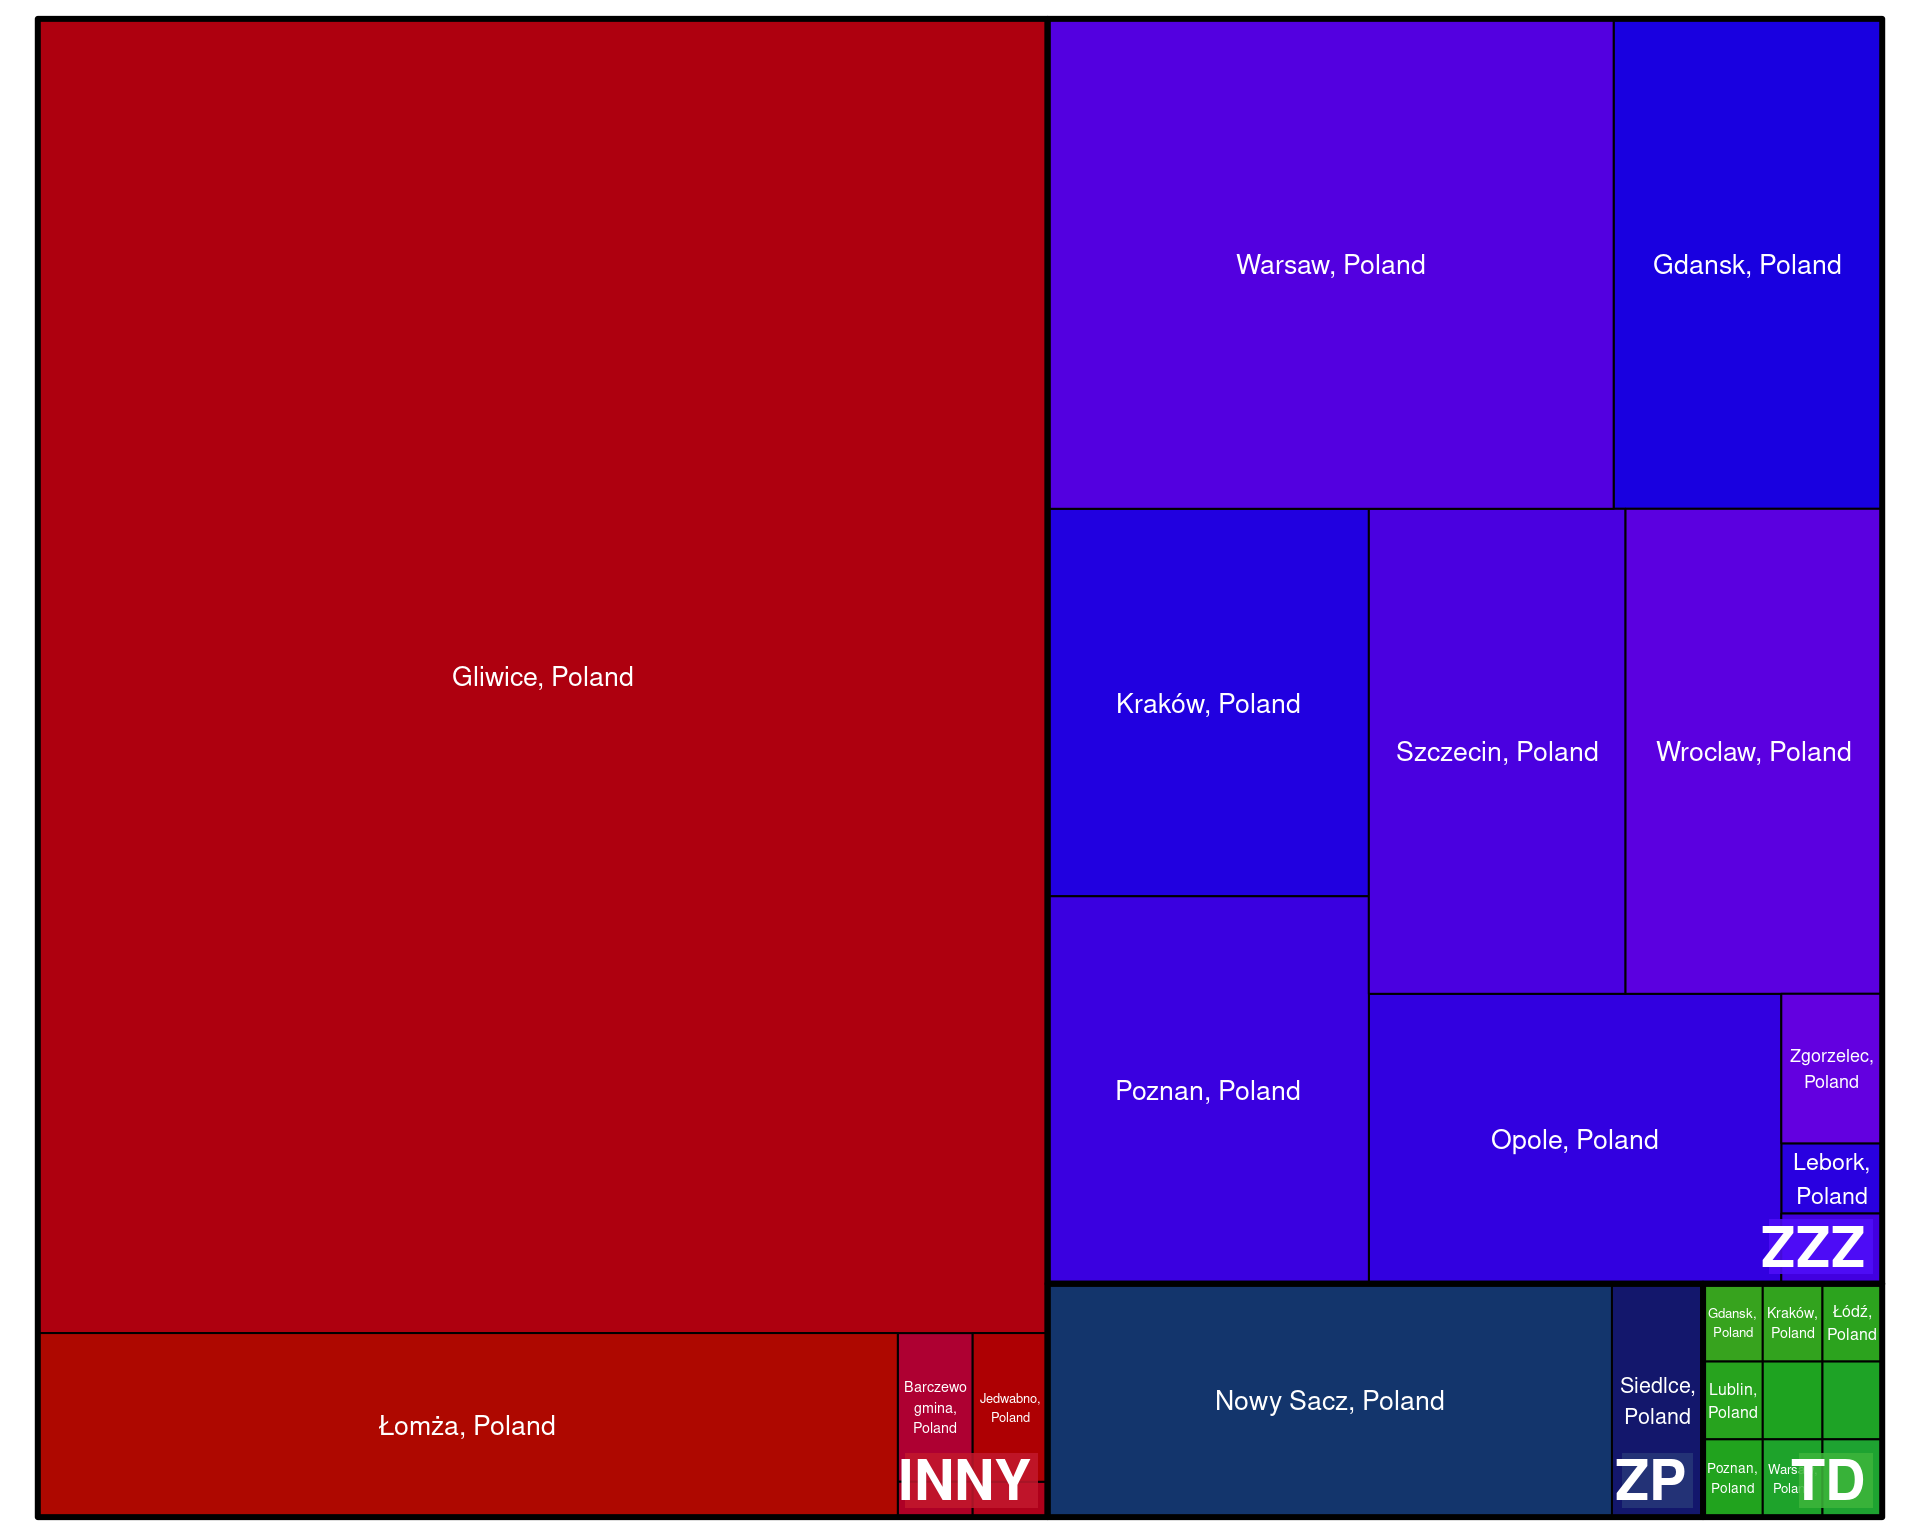 Gliwice, Poland
Łomża, Poland
Barczewo
gmina,
Poland
Jedwabno,
Poland
INNY
Warsaw, Poland
Gdansk, Poland
Kraków, Poland
Szczecin, Poland
Wroclaw, Poland
Poznan, Poland
Opole, Poland
Zgorzelec,
Poland
Lebork,
Poland
ZZZ
Nowy Sacz, Poland
Siedlce,
Poland
ZP
Gdansk,
Poland
Kraków,
Poland
Łódź,
Poland
Lublin,
Poland
Poznan,
Poland
TD